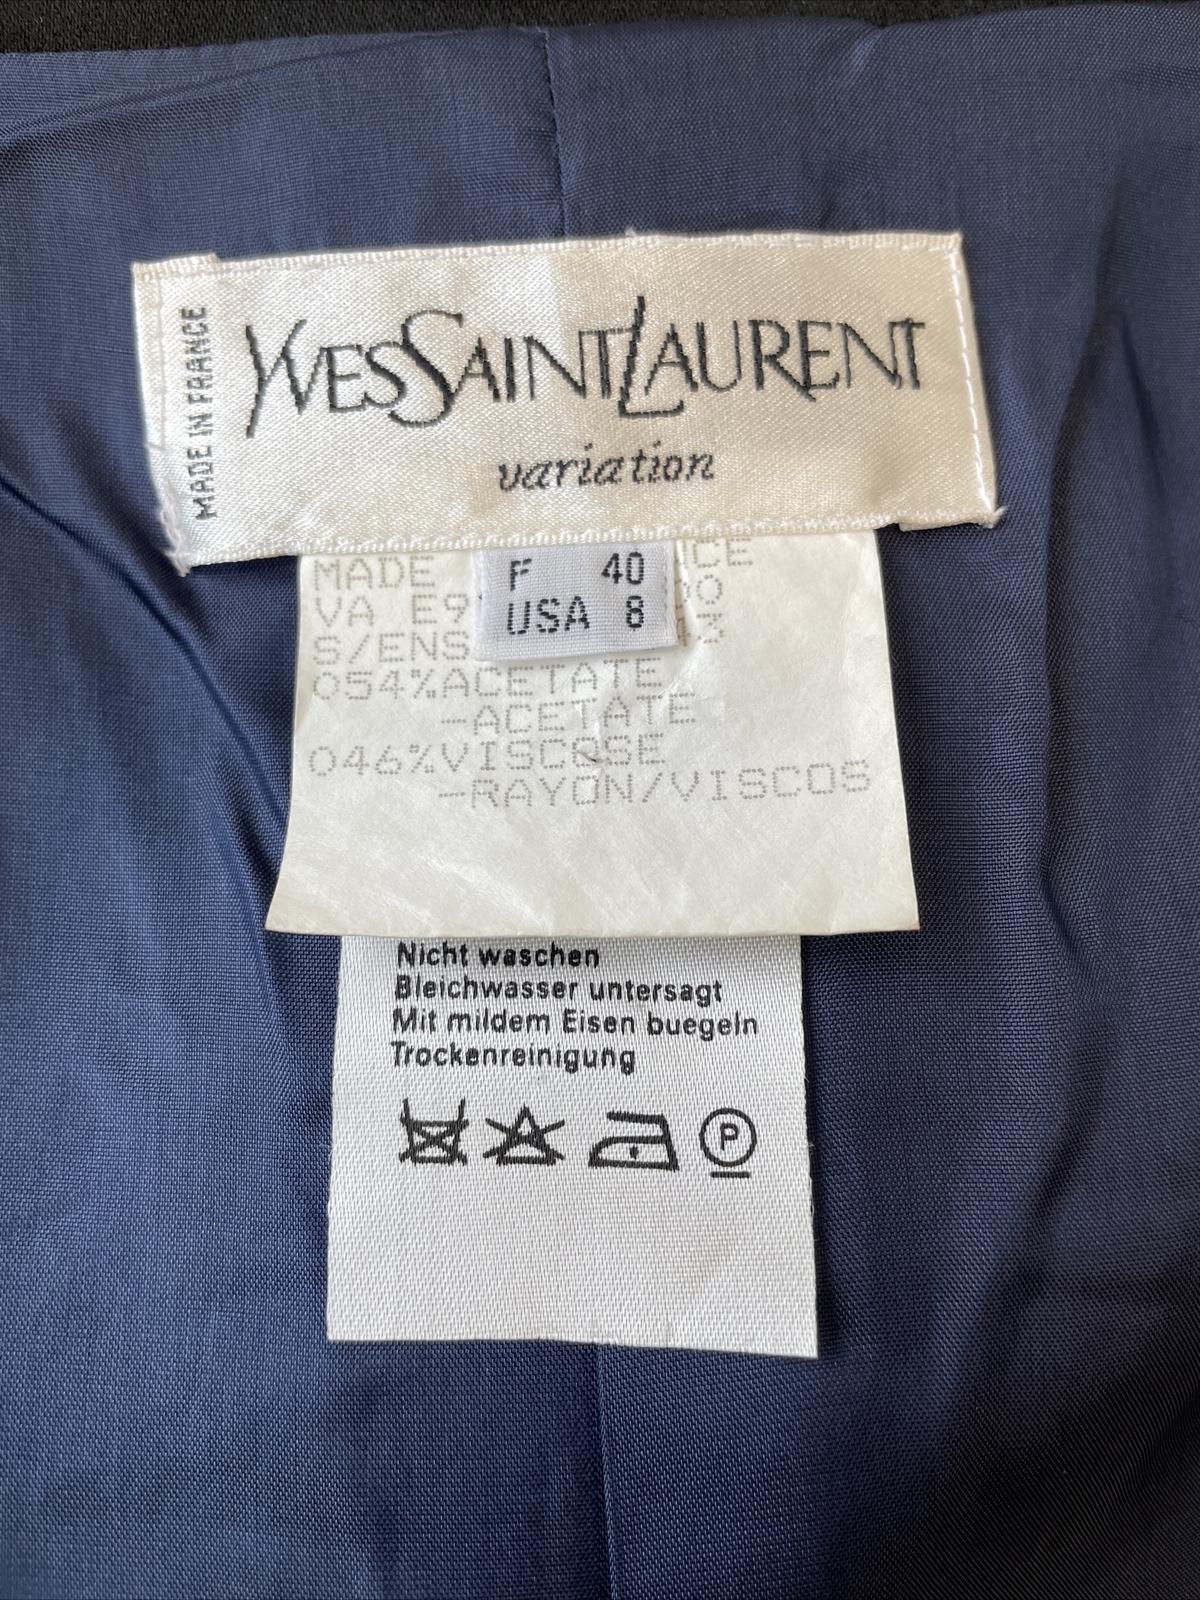 MADE IN FRANCE
YVES SAINT LAURENT
variation
F 40
USA 8
MADE
VA E9
S/ENS
054%ACETATE
-ACETATE
046%VISCOSE
-RAYON/VISCOS
Nicht waschen
Bleichwasser untersagt
Mit mildem Eisen buegeln
Trockenreinigung
P